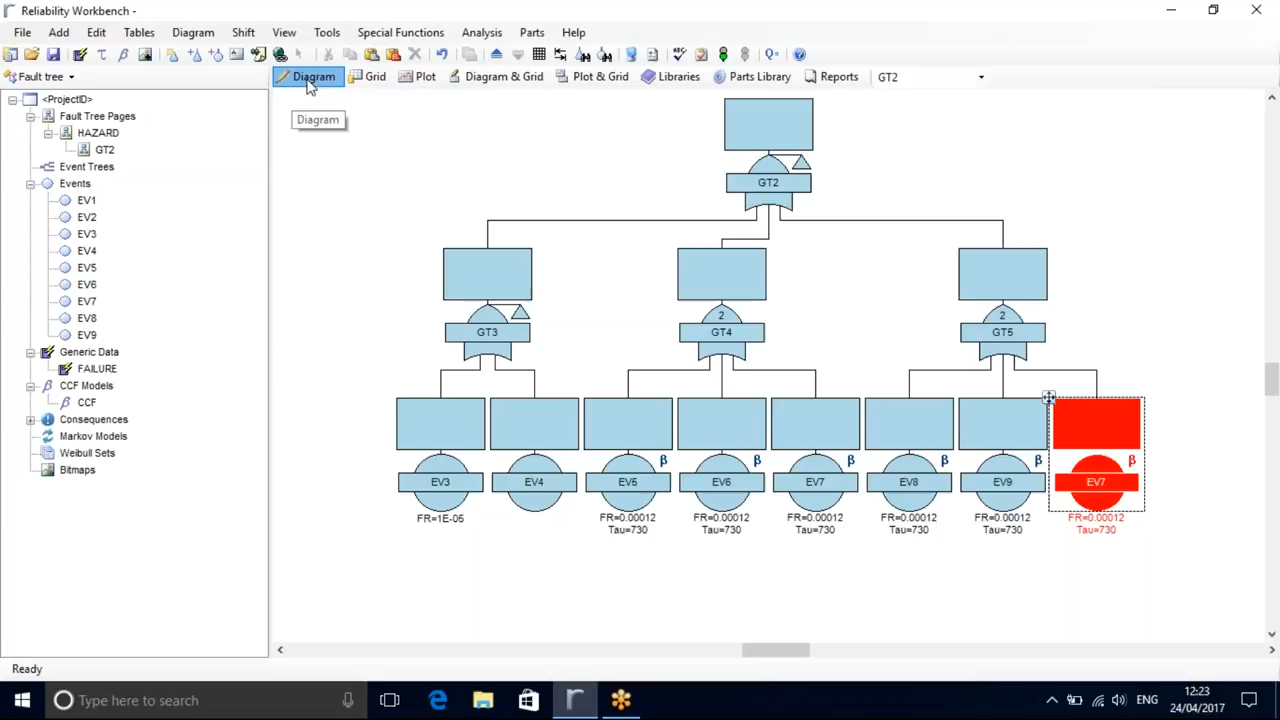 Reliability Workbench -
File Add Edit Tables Diagram Shift View Tools Special Functions Analysis Parts Help
Fault tree Diagram Grid Plot Diagram & Grid Plot & Grid Libraries Parts Library Reports GT2
Diagram
<ProjectID>
Fault Tree Pages
HAZARD
GT2
Event Trees
Events
EV1
EV2
EV3
EV4
EV5
EV6
EV7
EV8
EV9
Generic Data
FAILURE
CCF Models
β CCF
Consequences
Markov Models
Weibull Sets
Bitmaps
GT2
2 2
GT3 GT4 GT5
β β β β β β
EV3 EV4 EV5 EV6 EV7 EV8 EV9 EV7
FR=1E-05 FR=0.00012 FR=0.00012 FR=0.00012 FR=0.00012 FR=0.00012 FR=0.00012
Tau=730 Tau=730 Tau=730 Tau=730 Tau=730 Tau=730
Ready
Type here to search
ENG
12:23
24/04/2017